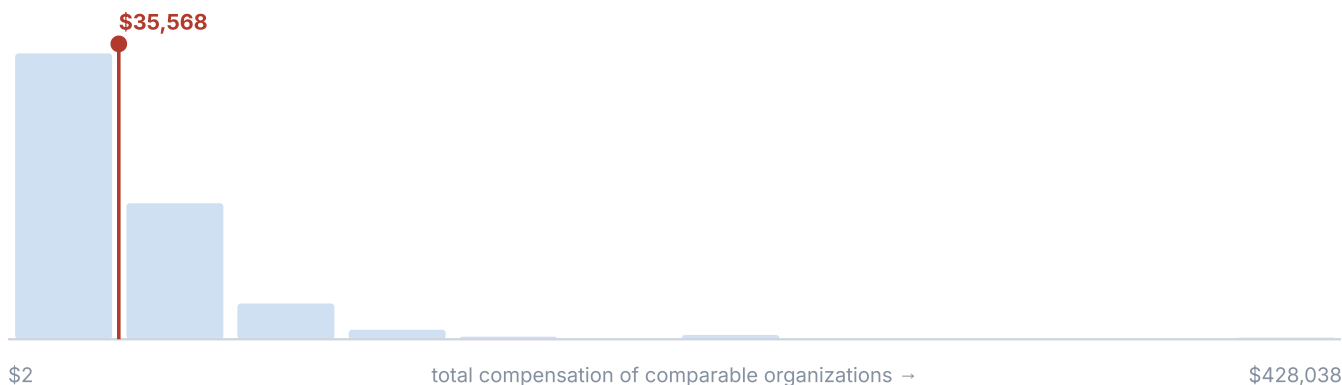 $35,568
$2 total compensation of comparable organizations → $428,038